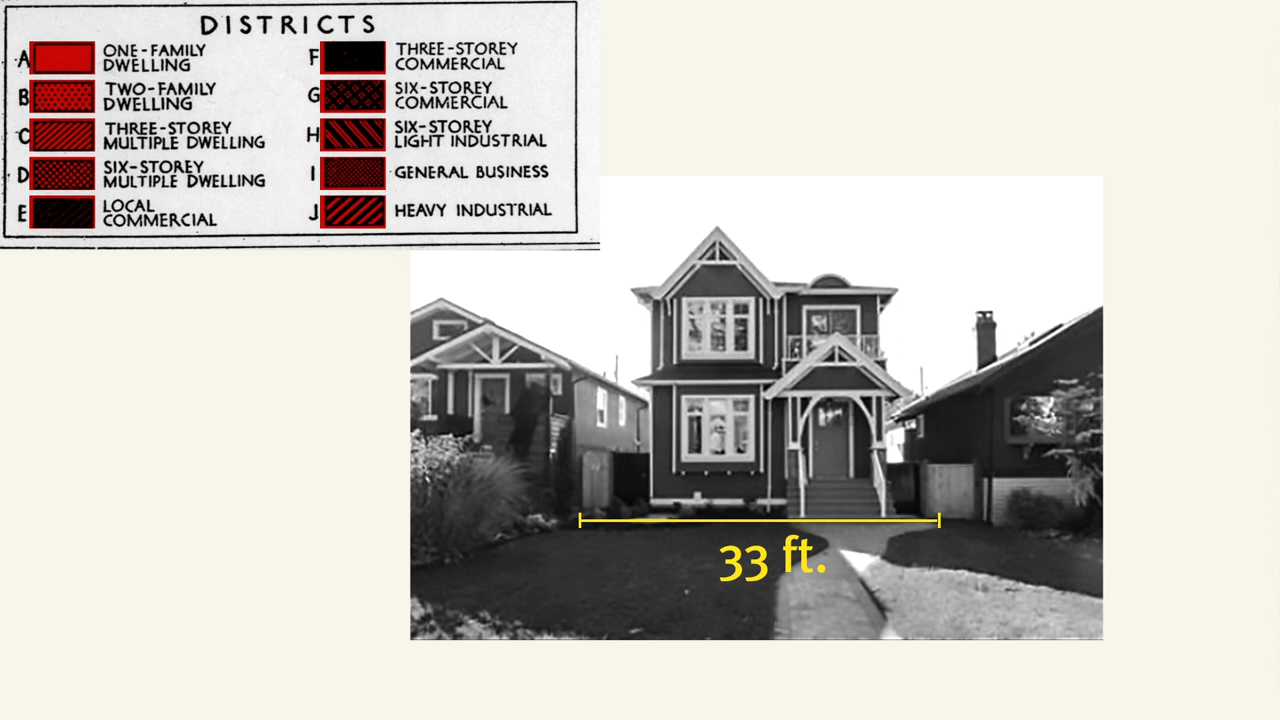 DISTRICTS
A ONE-FAMILY
DWELLING
B TWO-FAMILY
DWELLING
C THREE-STOREY
MULTIPLE DWELLING
D SIX-STOREY
MULTIPLE DWELLING
E LOCAL
COMMERCIAL
F THREE-STOREY
COMMERCIAL
G SIX-STOREY
COMMERCIAL
H SIX-STOREY
LIGHT INDUSTRIAL
I GENERAL BUSINESS
J HEAVY INDUSTRIAL
33 ft.